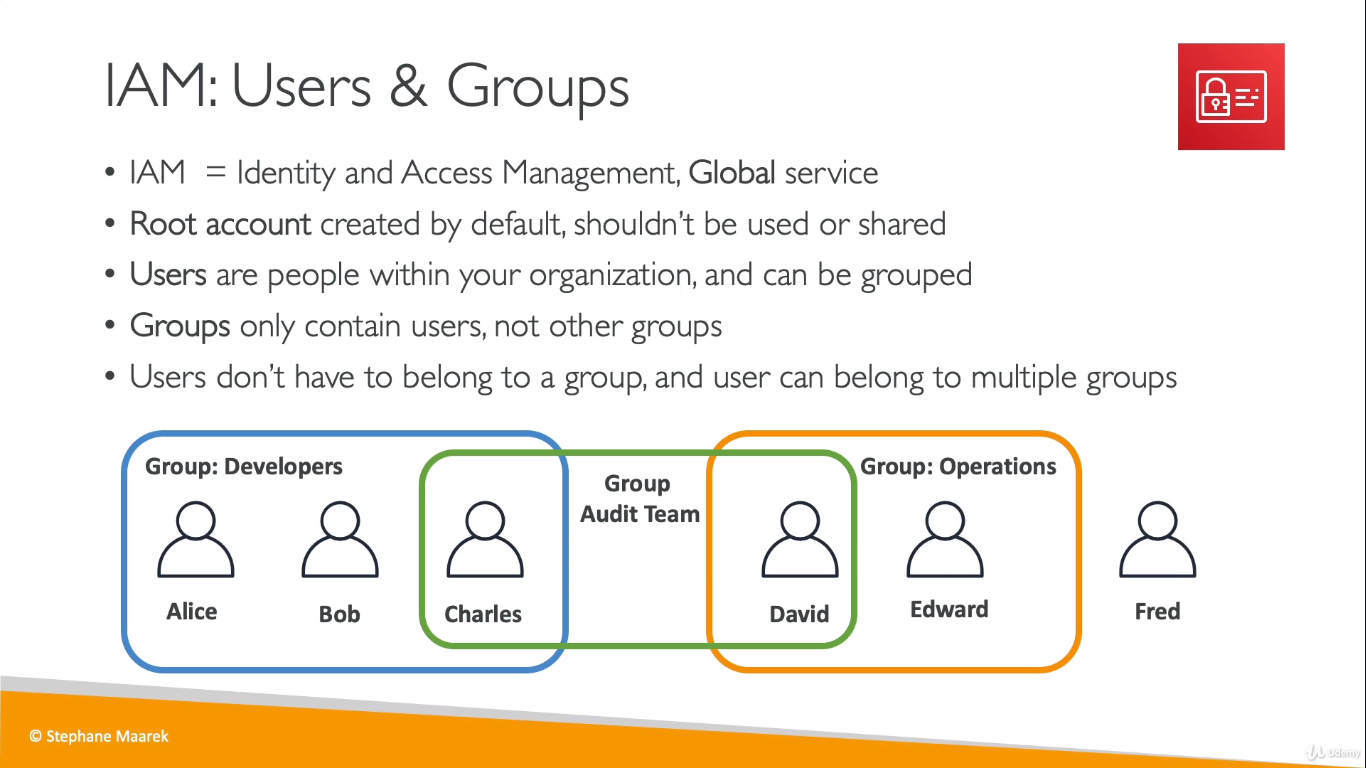 IAM: Users & Groups
• IAM = Identity and Access Management, Global service
• Root account created by default, shouldn't be used or shared
• Users are people within your organization, and can be grouped
• Groups only contain users, not other groups
• Users don't have to belong to a group, and user can belong to multiple groups
Group: Developers
Group
Audit Team
Group: Operations
Alice
Bob
Charles
David
Edward
Fred
© Stephane Maarek
Udemy